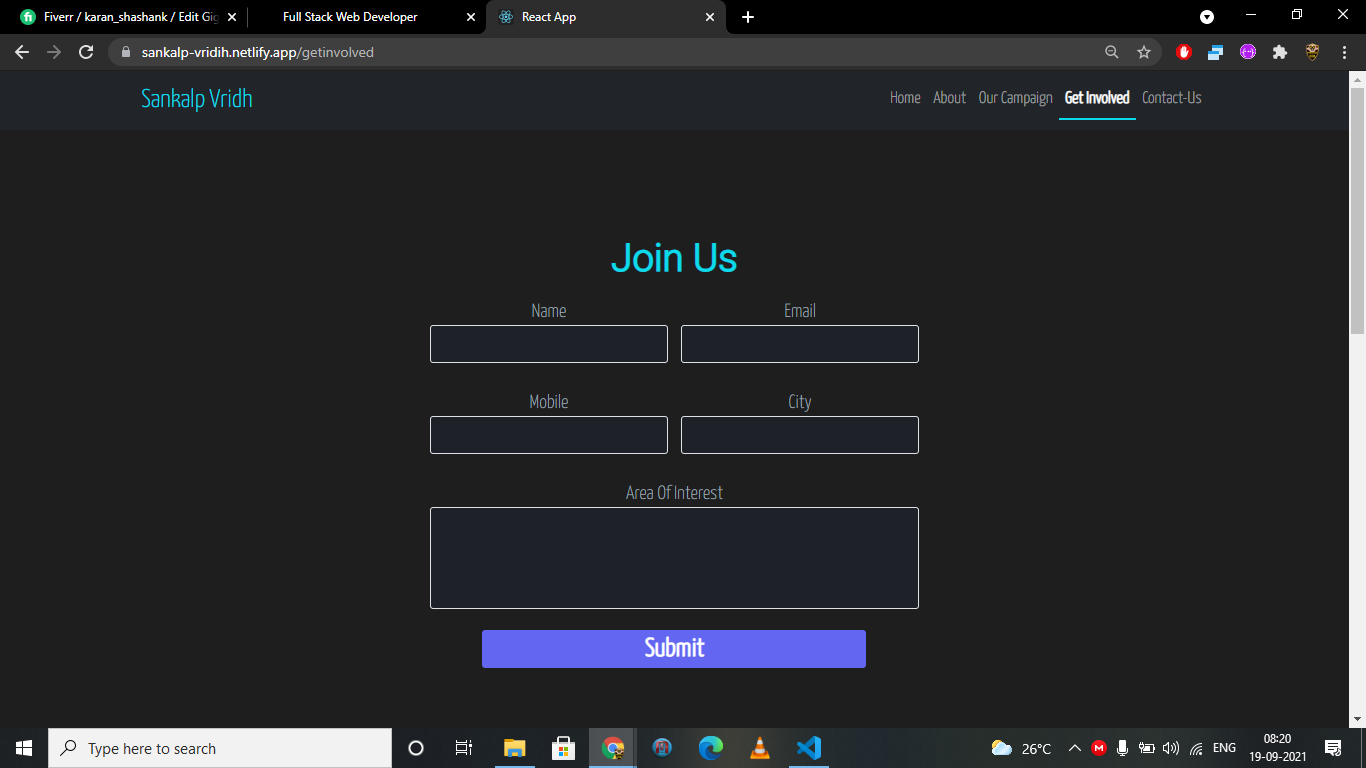 Fiverr / karan_shashank / Edit Gig
Full Stack Web Developer
React App
sankalp-vridih.netlify.app/getinvolved
Sankalp Vridh
Home About Our Campaign Get Involved Contact-Us
Join Us
Name Email
Mobile City
Area Of Interest
Submit
Type here to search
26°C
ENG
08:20
19-09-2021